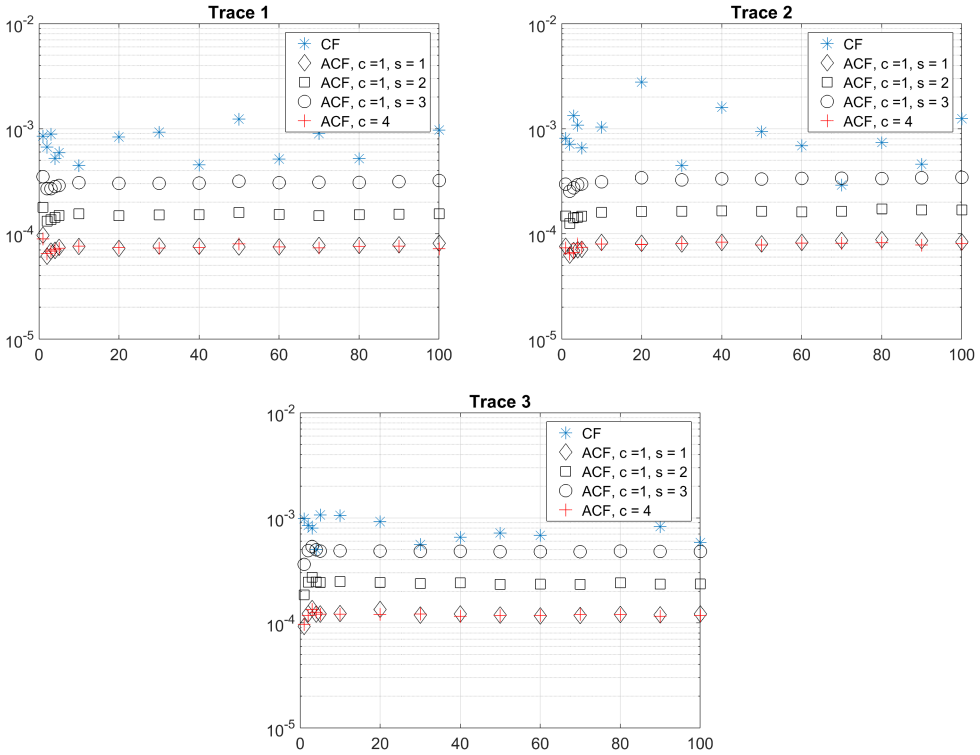 Trace 1
10^-2
10^-3
10^-4
10^-5
0 20 40 60 80 100
CF
ACF, c =1, s = 1
ACF, c =1, s = 2
ACF, c =1, s = 3
ACF, c = 4
Trace 2
10^-2
10^-3
10^-4
10^-5
0 20 40 60 80 100
CF
ACF, c =1, s = 1
ACF, c =1, s = 2
ACF, c =1, s = 3
ACF, c = 4
Trace 3
10^-2
10^-3
10^-4
10^-5
0 20 40 60 80 100
CF
ACF, c =1, s = 1
ACF, c =1, s = 2
ACF, c =1, s = 3
ACF, c = 4